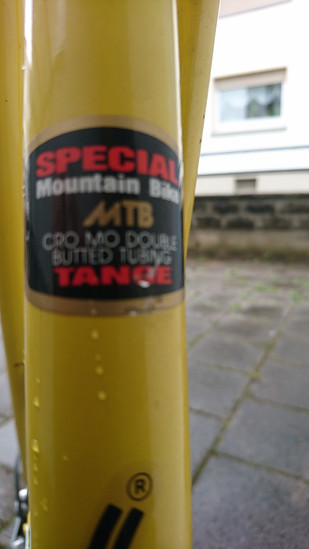 SPECIAL
Mountain Bike
MTB
CRO MO DOUBLE
BUTTED TUBING
TANGE
®